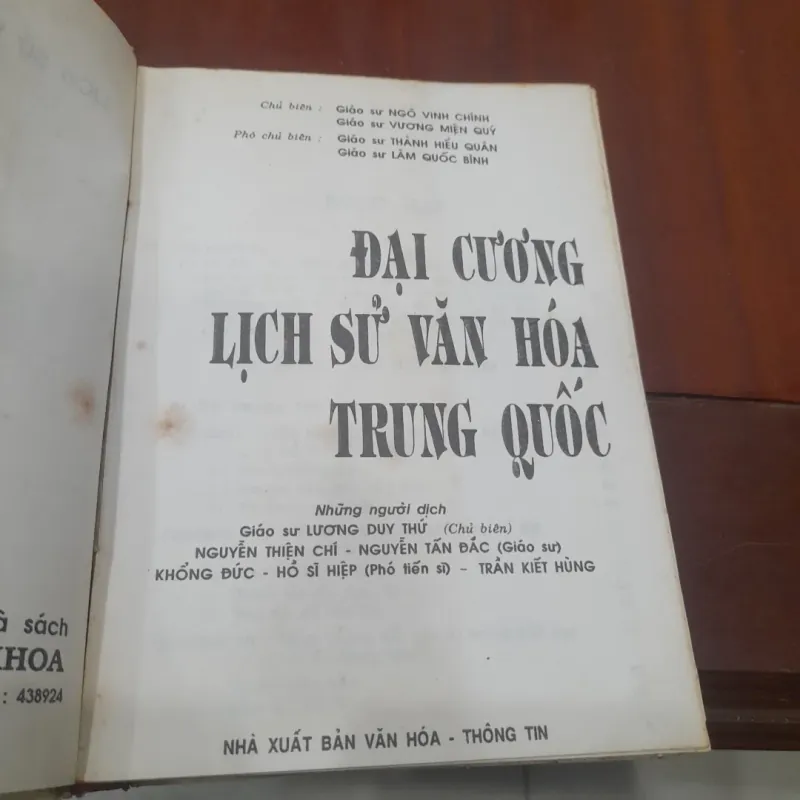 à sách
KHOA
: 438924
Chủ biên : Giáo sư NGÔ VINH CHÍNH
Giáo sư VƯƠNG MIỆN QUÝ
Phó chủ biên : Giáo sư THÀNH HIỂU QUÂN
Giáo sư LÂM QUỐC BÌNH
ĐẠI CƯƠNG
LỊCH SỬ VĂN HÓA
TRUNG QUỐC
Những người dịch
Giáo sư LƯƠNG DUY THỨ (Chủ biên)
NGUYỄN THIỆN CHÍ - NGUYỄN TẤN ĐẮC (Giáo sư)
KHỔNG ĐỨC - HỒ SĨ HIỆP (Phó tiến sĩ) - TRẦN KIẾT HÙNG
NHÀ XUẤT BẢN VĂN HÓA - THÔNG TIN